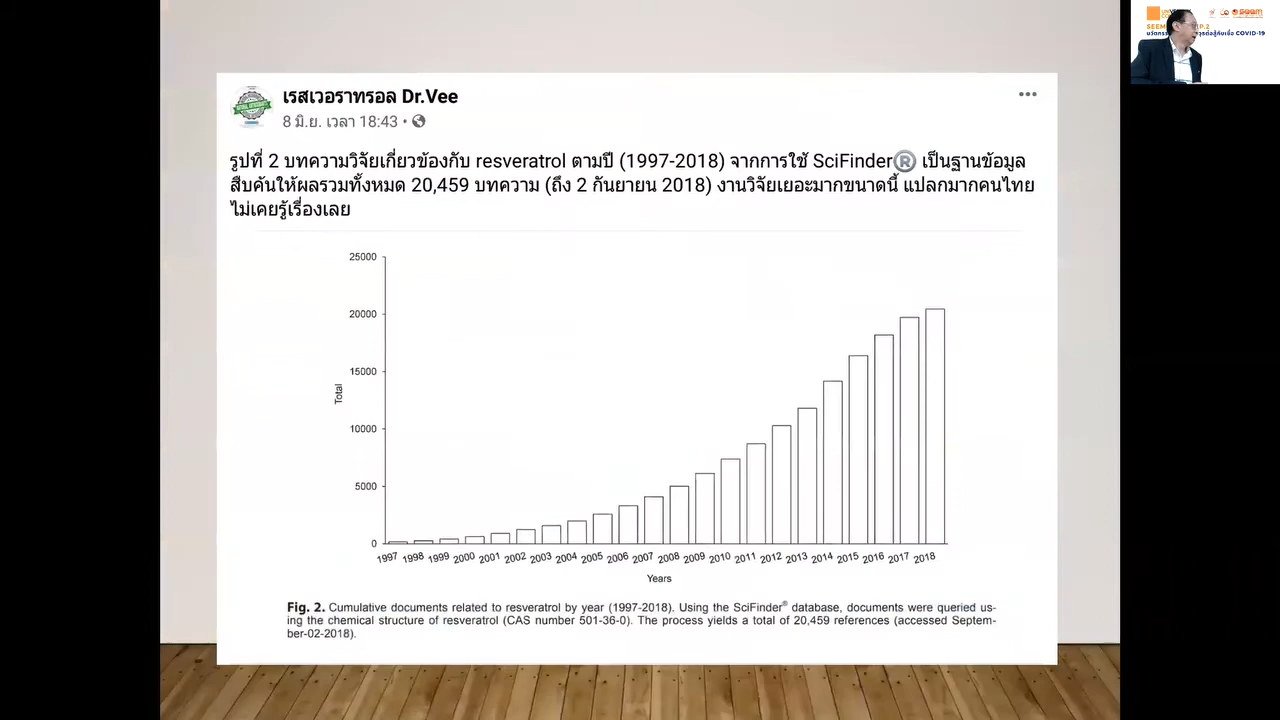 เรสเวอราทรอล Dr.Vee
8 มิ.ย. เวลา 18:43
รูปที่ 2 บทความวิจัยเกี่ยวข้องกับ resveratrol ตามปี (1997-2018) จากการใช้ SciFinder® เป็นฐานข้อมูล
สืบค้นให้ผลรวมทั้งหมด 20,459 บทความ (ถึง 2 กันยายน 2018) งานวิจัยเยอะมากขนาดนี้ แปลกมากคนไทย
ไม่เคยรู้เรื่องเลย
25000
20000
15000
10000
5000
0
Total
1997 1998 1999 2000 2001 2002 2003 2004 2005 2006 2007 2008 2009 2010 2011 2012 2013 2014 2015 2016 2017 2018
Years
Fig. 2. Cumulative documents related to resveratrol by year (1997-2018). Using the SciFinder® database, documents were queried us-
ing the chemical structure of resveratrol (CAS number 501-36-0). The process yields a total of 20,459 references (accessed Septem-
ber-02-2018).
seam
COVID-19